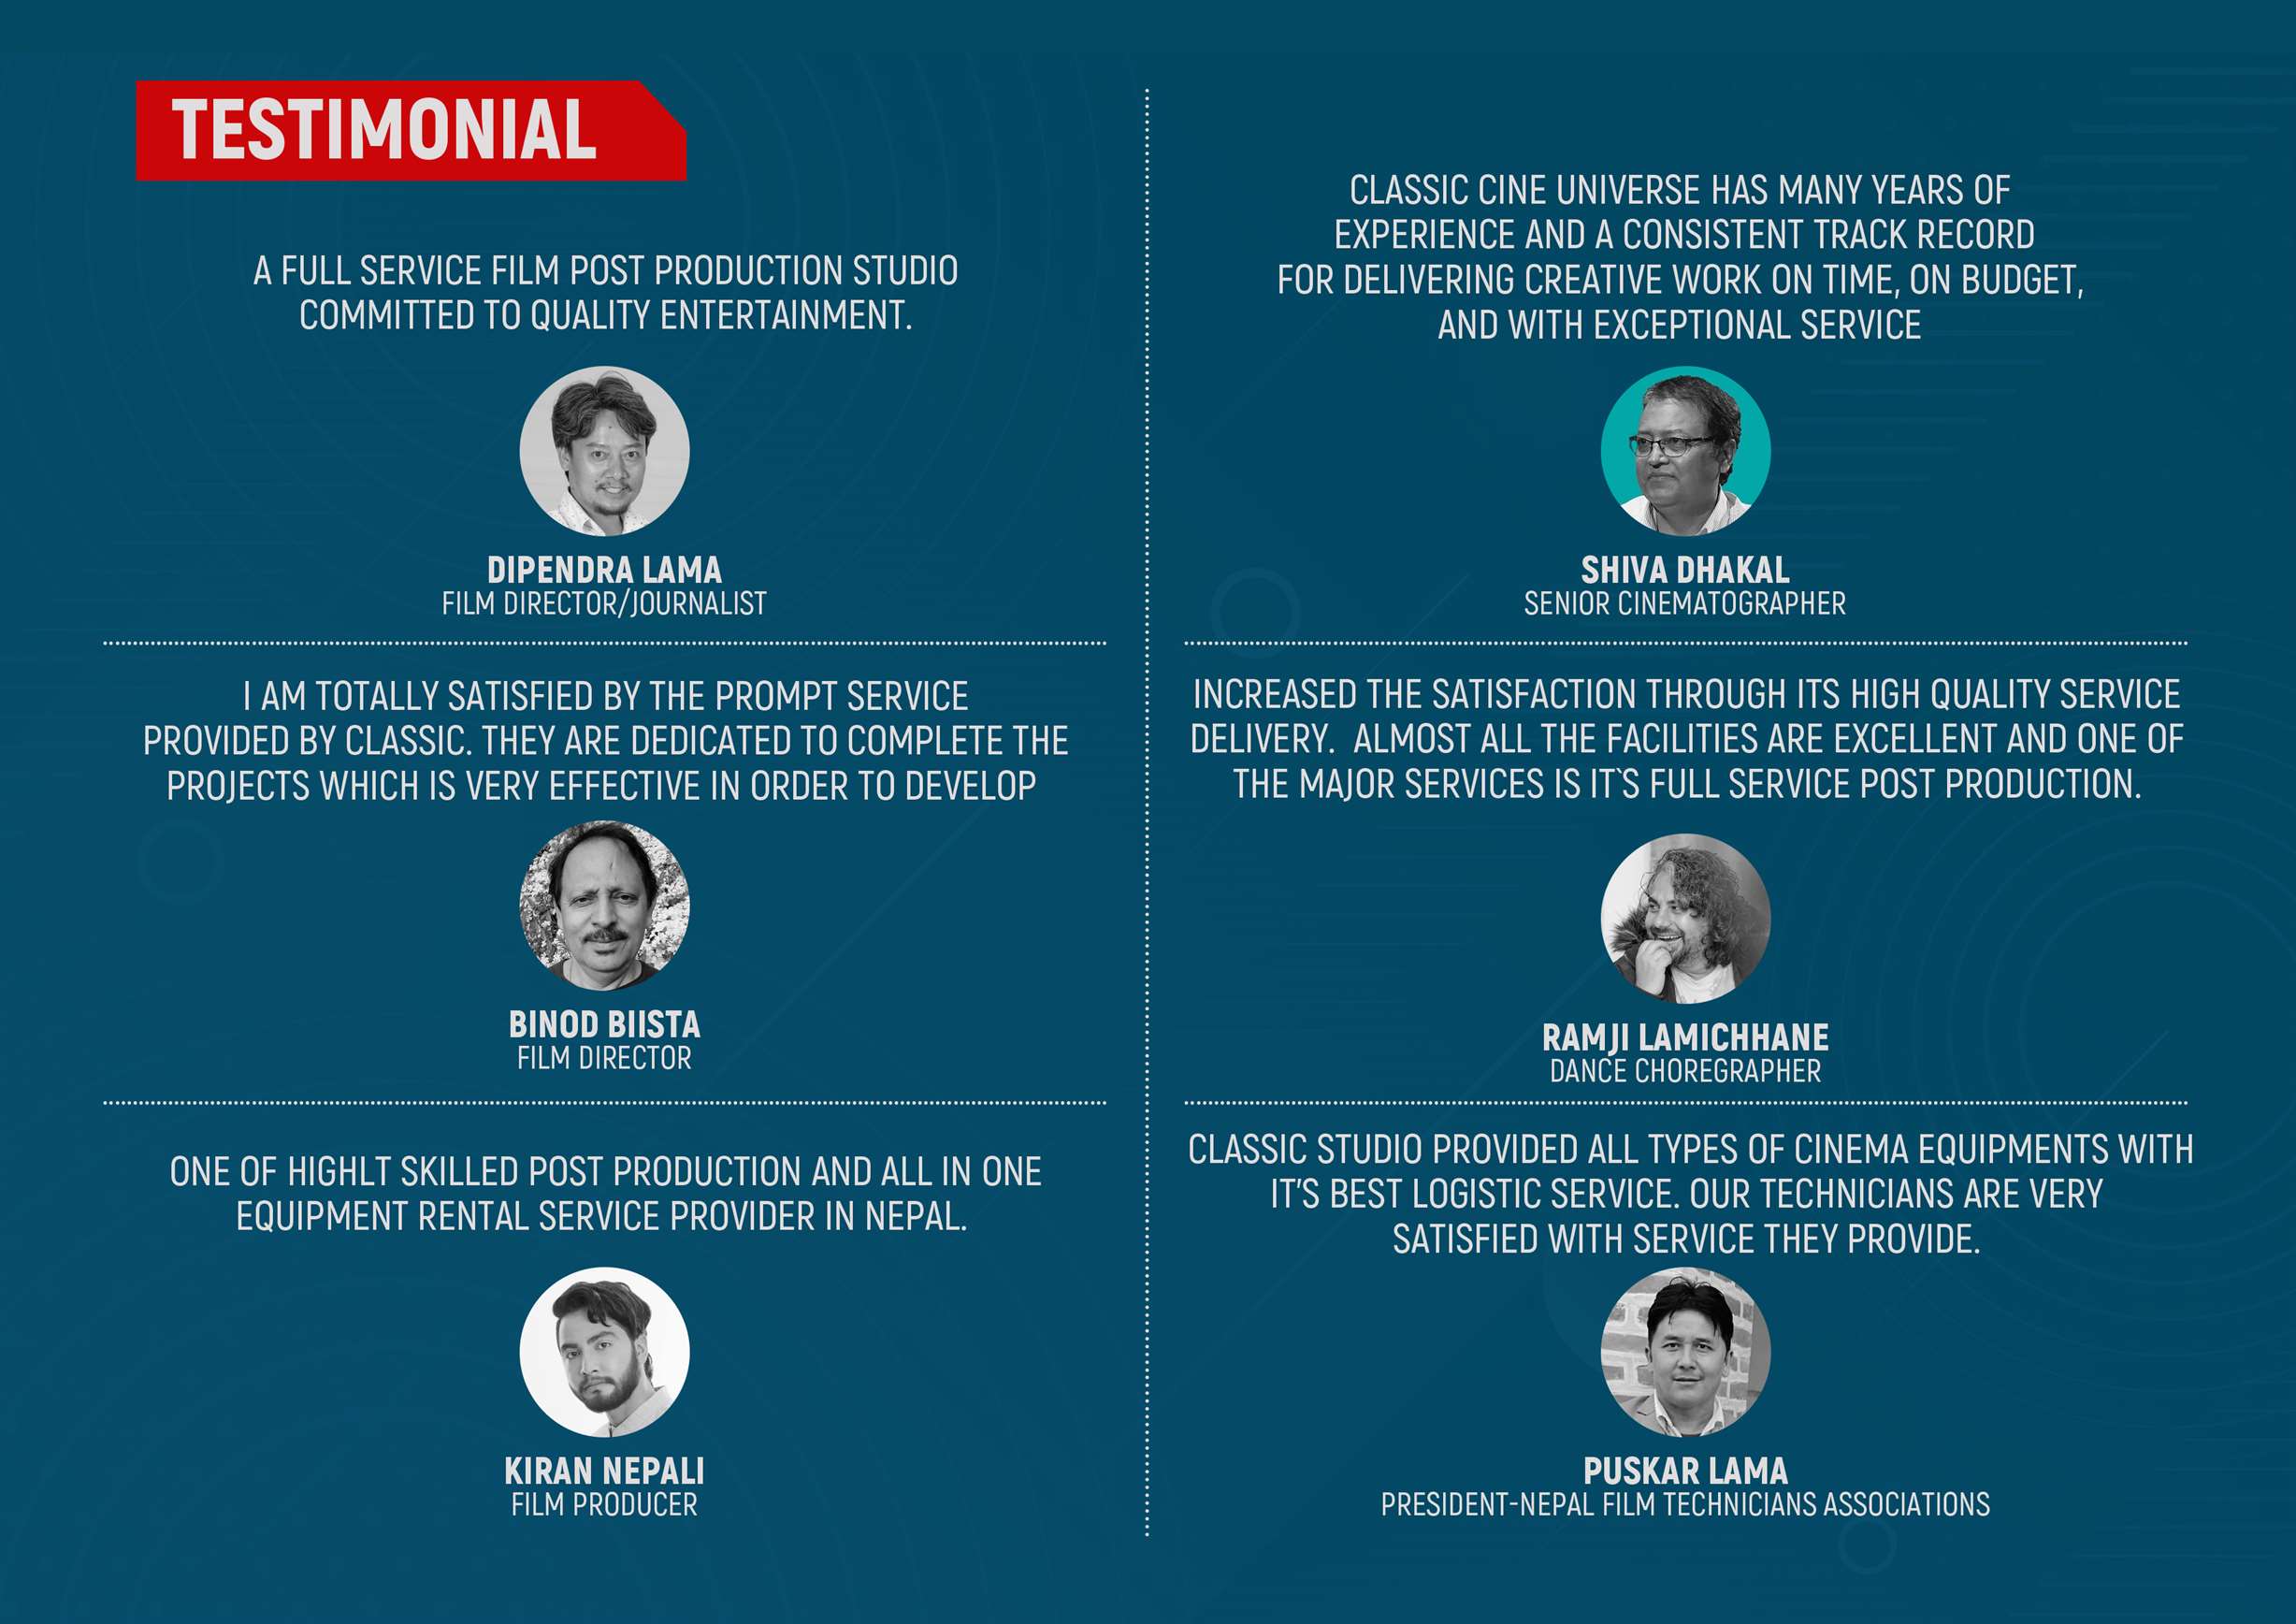 TESTIMONIAL
A FULL SERVICE FILM POST PRODUCTION STUDIO
COMMITTED TO QUALITY ENTERTAINMENT.
DIPENDRA LAMA
FILM DIRECTOR/JOURNALIST
I AM TOTALLY SATISFIED BY THE PROMPT SERVICE
PROVIDED BY CLASSIC. THEY ARE DEDICATED TO COMPLETE THE
PROJECTS WHICH IS VERY EFFECTIVE IN ORDER TO DEVELOP
BINOD BIISTA
FILM DIRECTOR
ONE OF HIGHLT SKILLED POST PRODUCTION AND ALL IN ONE
EQUIPMENT RENTAL SERVICE PROVIDER IN NEPAL.
KIRAN NEPALI
FILM PRODUCER
CLASSIC CINE UNIVERSE HAS MANY YEARS OF
EXPERIENCE AND A CONSISTENT TRACK RECORD
FOR DELIVERING CREATIVE WORK ON TIME, ON BUDGET,
AND WITH EXCEPTIONAL SERVICE
SHIVA DHAKAL
SENIOR CINEMATOGRAPHER
INCREASED THE SATISFACTION THROUGH ITS HIGH QUALITY SERVICE
DELIVERY.  ALMOST ALL THE FACILITIES ARE EXCELLENT AND ONE OF
THE MAJOR SERVICES IS IT`S FULL SERVICE POST PRODUCTION.
RAMJI LAMICHHANE
DANCE CHOREGRAPHER
CLASSIC STUDIO PROVIDED ALL TYPES OF CINEMA EQUIPMENTS WITH
IT'S BEST LOGISTIC SERVICE. OUR TECHNICIANS ARE VERY
SATISFIED WITH SERVICE THEY PROVIDE.
PUSKAR LAMA
PRESIDENT-NEPAL FILM TECHNICIANS ASSOCIATIONS